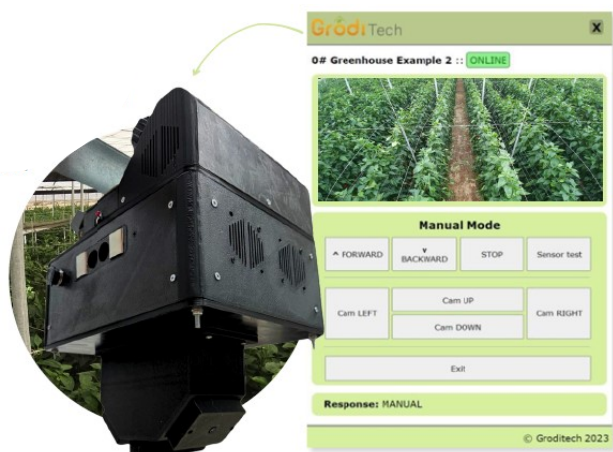 GrodiTech
X
0# Greenhouse Example 2 :: ONLINE
Manual Mode
^ FORWARD
v
BACKWARD
STOP
Sensor test
Cam LEFT
Cam UP
Cam DOWN
Cam RIGHT
Exit
Response: MANUAL
© Groditech 2023